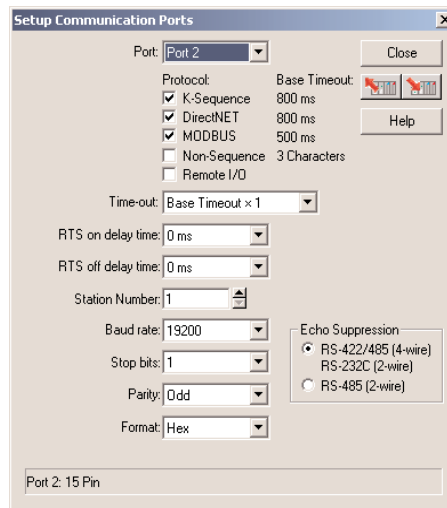 Setup Communication Ports
Port: Port 2
Close
Protocol: Base Timeout:
K-Sequence 800 ms
DirectNET 800 ms
MODBUS 500 ms
Help
Non-Sequence 3 Characters
Remote I/O
Time-out: Base Timeout × 1
RTS on delay time: 0 ms
RTS off delay time: 0 ms
Station Number: 1
Baud rate: 19200
Echo Suppression
RS-422/485 (4-wire)
RS-232C (2-wire)
Stop bits: 1
RS-485 (2-wire)
Parity: Odd
Format: Hex
Port 2: 15 Pin